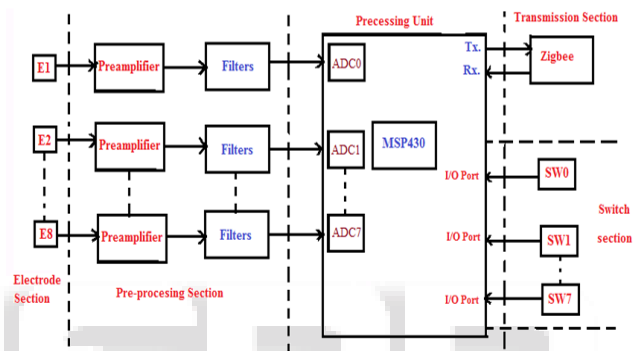 Precessing Unit
Transmission Section
E1
Preamplifier
Filters
ADC0
Tx.
Rx.
Zigbee
E2
Preamplifier
Filters
ADC1
MSP430
I/O Port
SW0
E8
Preamplifier
Filters
ADC7
I/O Port
SW1
Switch
section
I/O Port
SW7
Electrode
Section
Pre-procesing Section